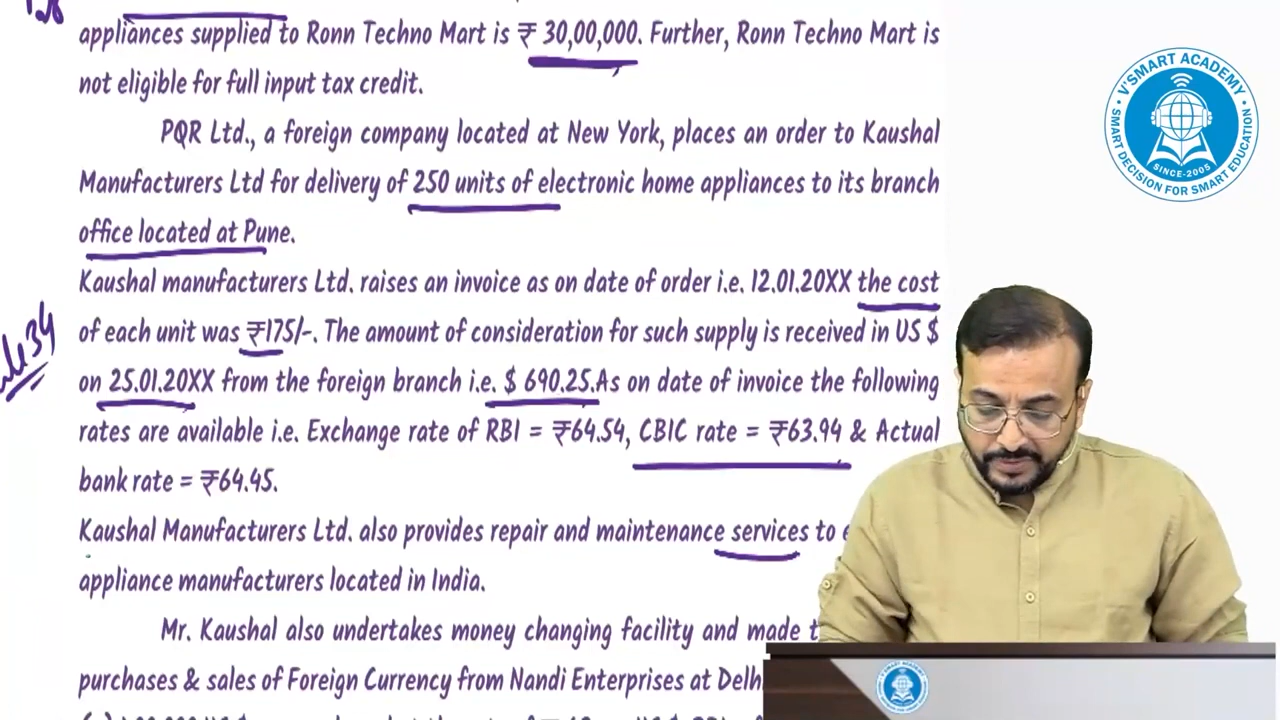 appliances supplied to Ronn Techno Mart is ₹ 30,00,000. Further, Ronn Techno Mart is
not eligible for full input tax credit.
PQR Ltd., a foreign company located at New York, places an order to Kaushal
Manufacturers Ltd for delivery of 250 units of electronic home appliances to its branch
office located at Pune.
Kaushal manufacturers Ltd. raises an invoice as on date of order i.e. 12.01.20XX the cost
of each unit was ₹175/-. The amount of consideration for such supply is received in US $
on 25.01.20XX from the foreign branch i.e. $ 690.25.As on date of invoice the following
rates are available i.e. Exchange rate of RBI = ₹64.54, CBIC rate = ₹63.94 & Actual
bank rate = ₹64.45.
Kaushal Manufacturers Ltd. also provides repair and maintenance services to
appliance manufacturers located in India.
Mr. Kaushal also undertakes money changing facility and made
purchases & sales of Foreign Currency from Nandi Enterprises at Delhi
34
V'SMART ACADEMY
SINCE-2005
SMART DECISION FOR SMART EDUCATION